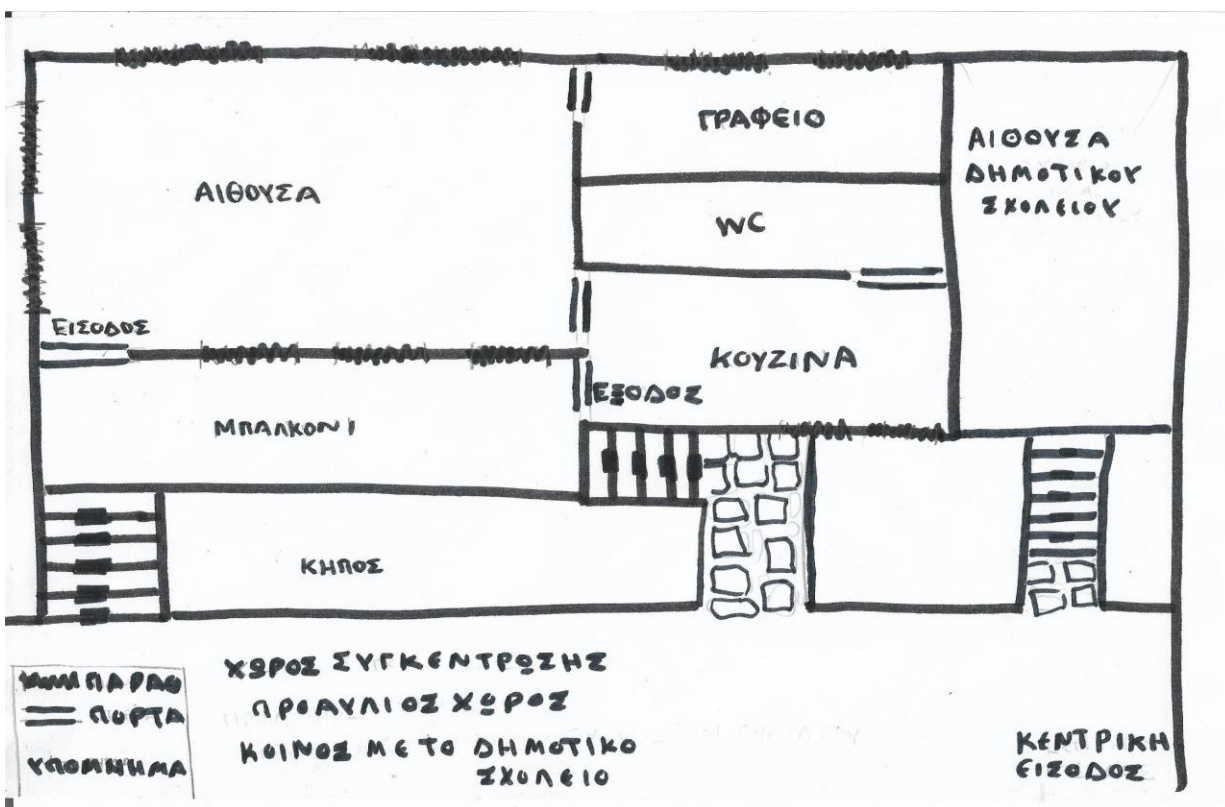 ΓΡΑΦΕΙΟ
ΑΙΘΟΥΣΑ
ΔΗΜΟΤΙΚΟΥ
ΣΧΟΛΕΙΟΥ
ΑΙΘΟΥΣΑ
WC
ΕΙΣΟΔΟΣ
ΚΟΥΖΙΝΑ
ΕΞΟΔΟΣ
ΜΠΑΛΚΟΝΙ
ΚΗΠΟΣ
ΧΩΡΟΣ ΣΥΓΚΕΝΤΡΩΣΗΣ
ΠΡΟΑΥΛΙΟΣ ΧΩΡΟΣ
ΚΟΙΝΟΣ ΜΕ ΤΟ ΔΗΜΟΤΙΚΟ
ΣΧΟΛΕΙΟ
ΠΑΡΑΘ
ΠΟΡΤΑ
ΥΠΟΜΝΗΜΑ
ΚΕΝΤΡΙΚΗ
ΕΙΣΟΔΟΣ